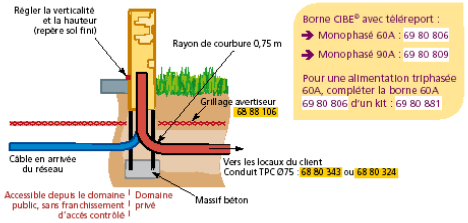 Régler la verticalité
et la hauteur
(repère sol fini)
Rayon de courbure 0,75 m
Grillage avertisseur
68 88 106
Câble en arrivée
du réseau
Vers les locaux du client
Conduit TPC Ø75 : 68 80 343 ou 68 80 324
Accessible depuis le domaine
public, sans franchissement
d'accès contrôlé
Domaine
privé
Massif béton
Borne CIBE® avec téléreport :
➔ Monophasé 60A : 69 80 806
➔ Monophasé 90A : 69 80 809
Pour une alimentation triphasée
60A, compléter la borne 60A
69 80 806 d'un kit : 69 80 881